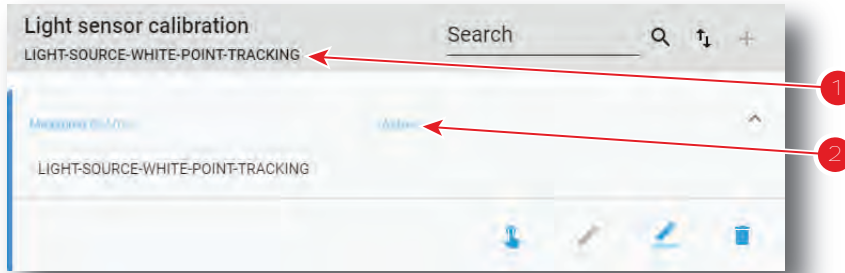 Light sensor calibration
Search
LIGHT-SOURCE-WHITE-POINT-TRACKING
1
2
LIGHT-SOURCE-WHITE-POINT-TRACKING